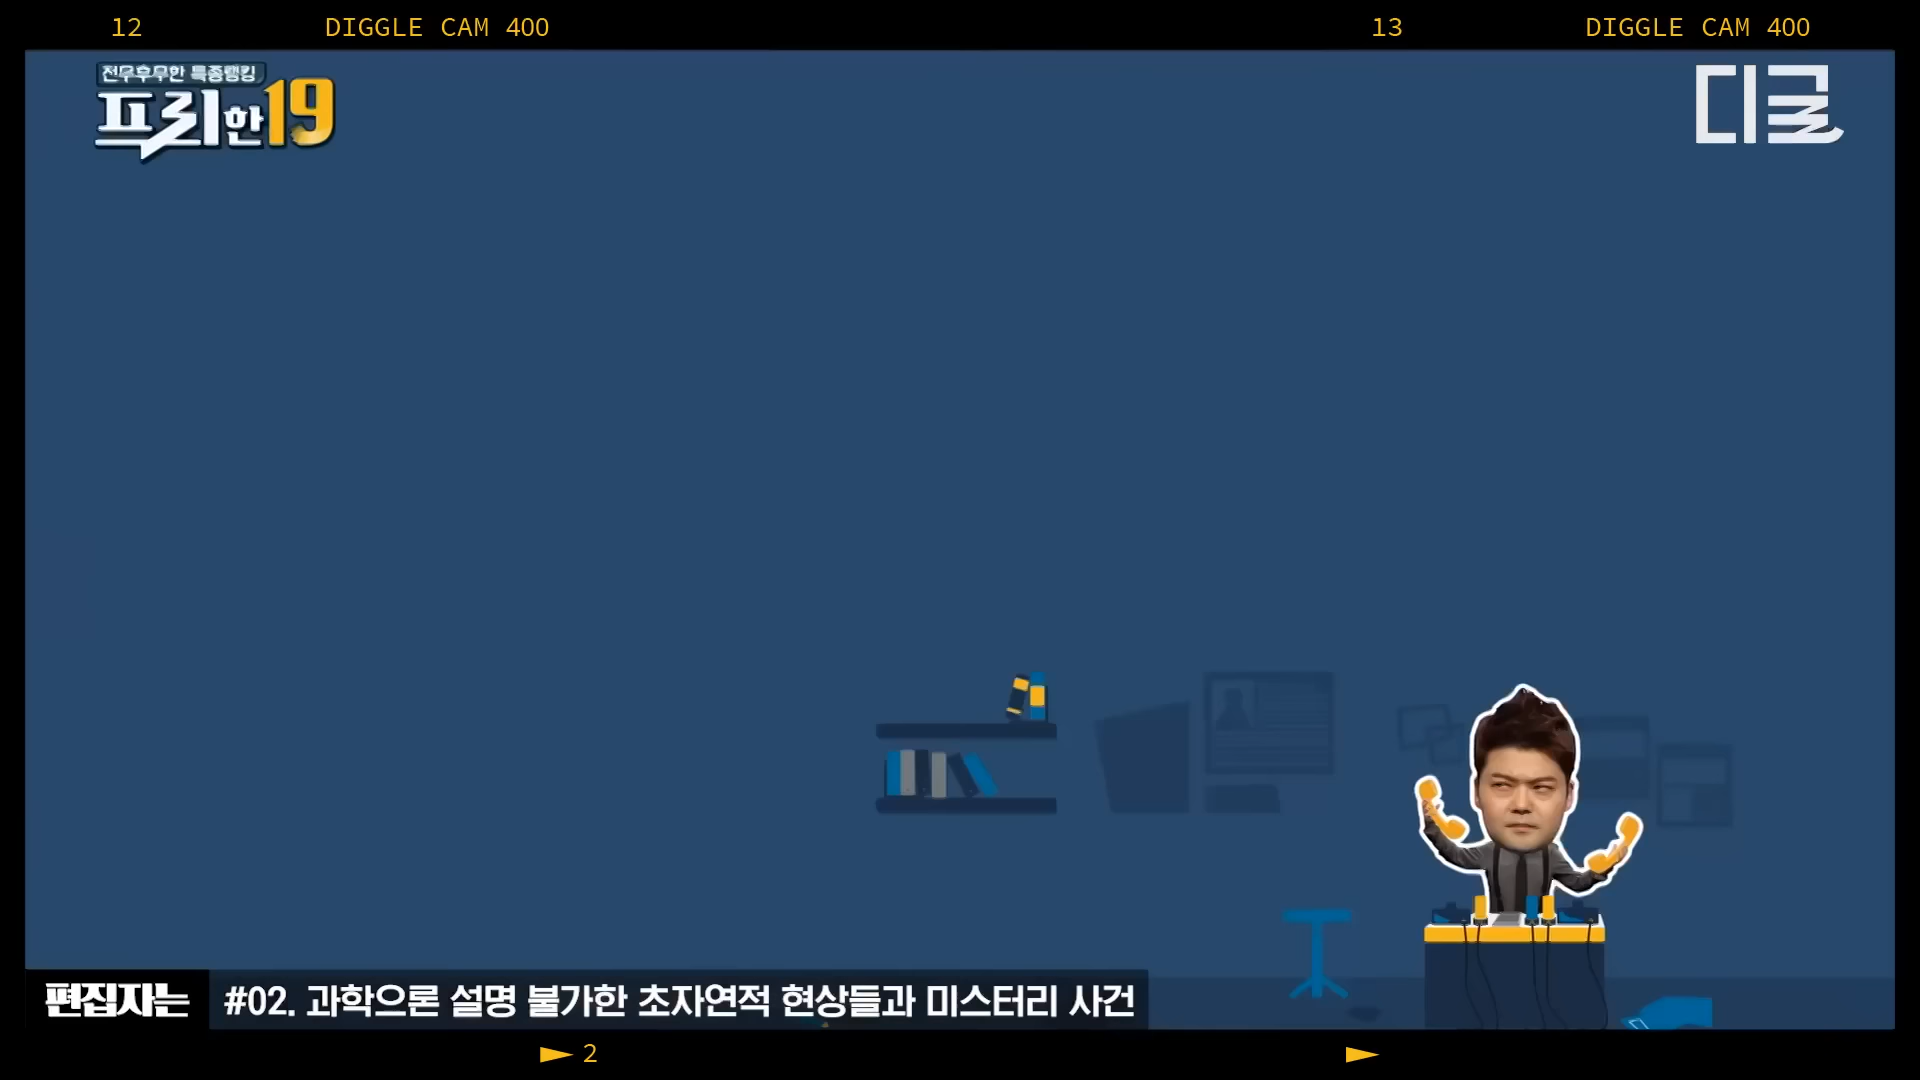 12 DIGGLE CAM 400 13 DIGGLE CAM 400
전무후무한 특종랭킹
프리한19
디글
편집자는 #02. 과학으론 설명 불가한 초자연적 현상들과 미스터리 사건
2